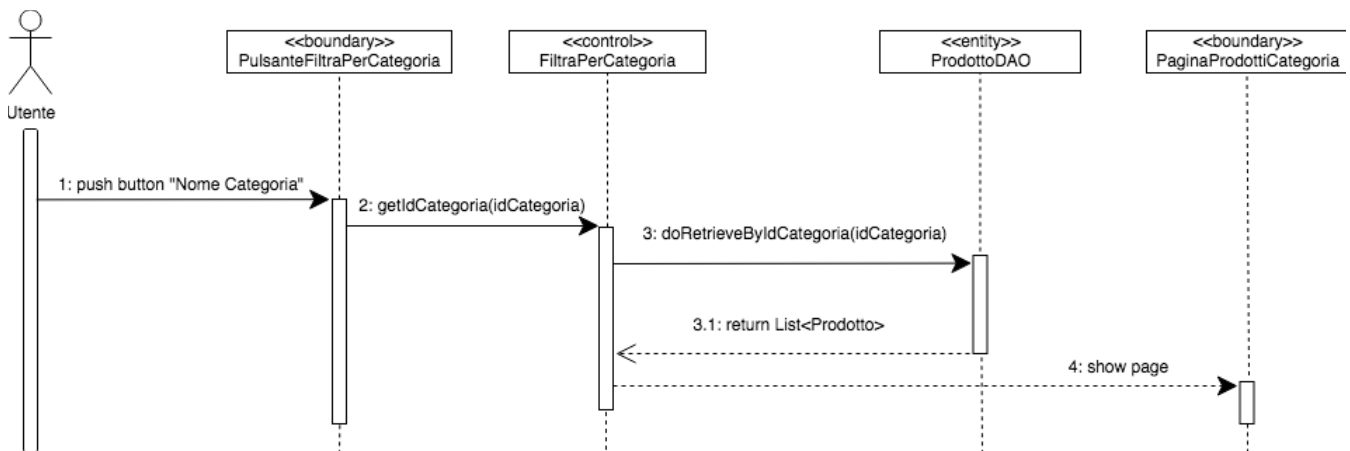 <<boundary>>
PulsanteFiltraPerCategoria
<<control>>
FiltraPerCategoria
<<entity>>
ProdottoDAO
<<boundary>>
PaginaProdottiCategoria
Utente
1: push button "Nome Categoria"
2: getIdCategoria(idCategoria)
3: doRetrieveByIdCategoria(idCategoria)
3.1: return List<Prodotto>
4: show page